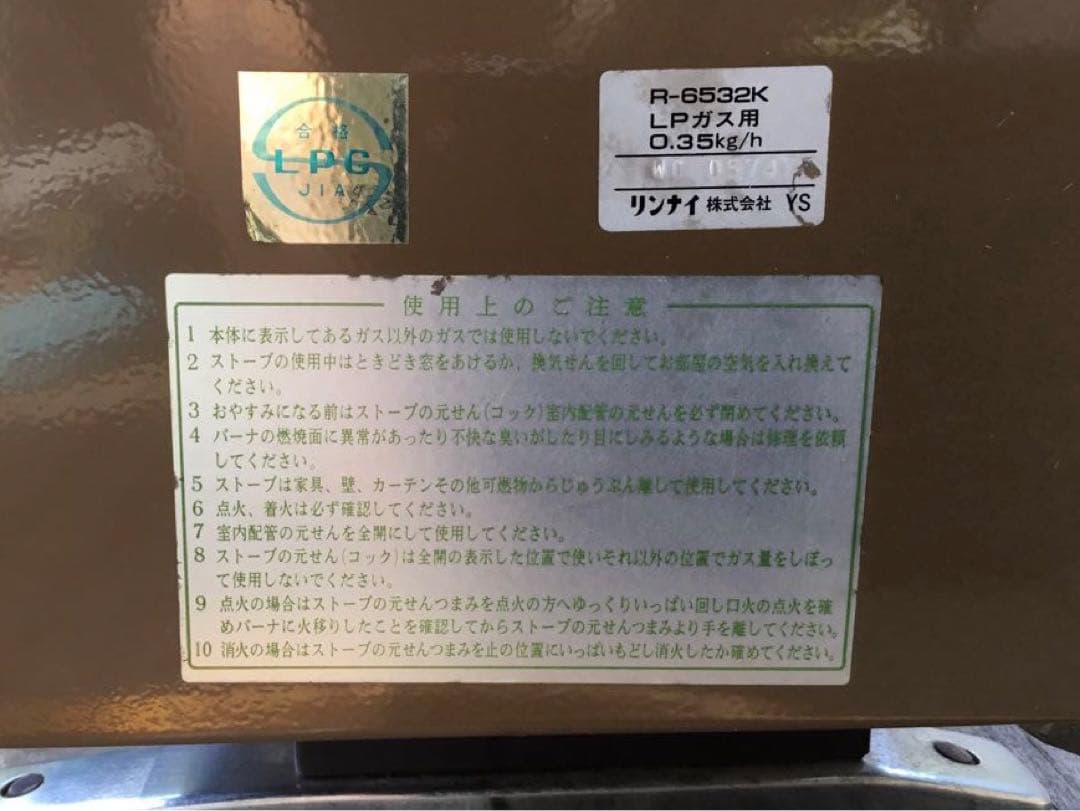 合格
LPG
JIA
R-6532K
LPガス用
0.35kg/h
リンナイ株式会社 YS
使用上のご注意
1 本体に表示してあるガス以外のガスでは使用しないでください。
2 ストーブの使用中はときどき窓をあけるか、換気せんを回してお部屋の空気を入れ換えて
ください。
3 おやすみになる前はストーブの元せん(コック)室内配管の元せんを必ず閉めてください。
4 バーナの燃焼面に異常があったり不快な臭いがしたり目にしみるような場合は修理を依頼
してください。
5 ストーブは家具、壁、カーテンその他可燃物からじゅうぶん離して使用してください。
6 点火、着火は必ず確認してください。
7 室内配管の元せんを全開にして使用してください。
8 ストーブの元せん(コック)は全開の表示した位置で使いそれ以外の位置でガス量をしぼっ
て使用しないでください。
9 点火の場合はストーブの元せんつまみを点火の方へゆっくりいっぱい回し口火の点火を確
めバーナに火移りしたことを確認してからストーブの元せんつまみより手を離してください。
10 消火の場合はストーブの元せんつまみを止の位置にいっぱいもどし消火したか確めてください。